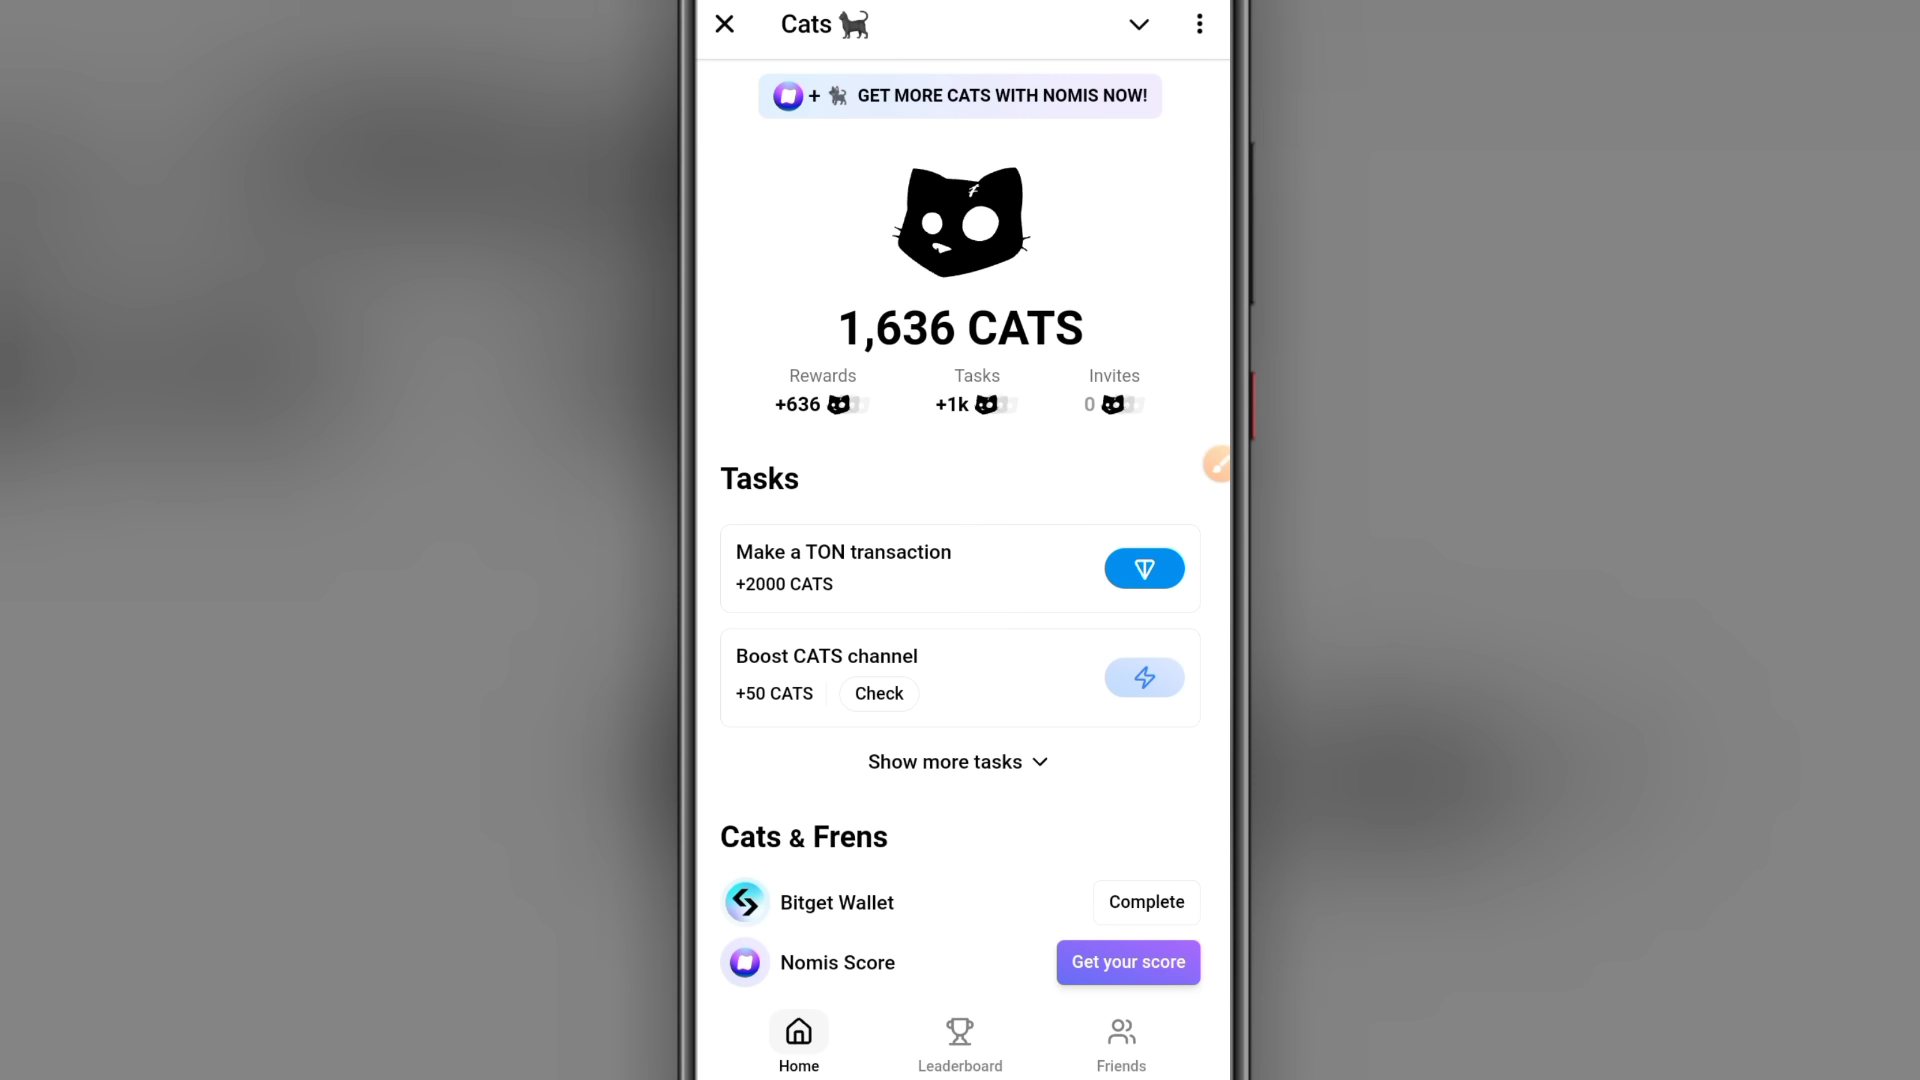 Cats
+ GET MORE CATS WITH NOMIS NOW!
1,636 CATS
Rewards Tasks Invites
+636 +1k 0
Tasks
Make a TON transaction
+2000 CATS
Boost CATS channel
+50 CATS Check
Show more tasks
Cats & Frens
Bitget Wallet Complete
Nomis Score Get your score
Home Leaderboard Friends